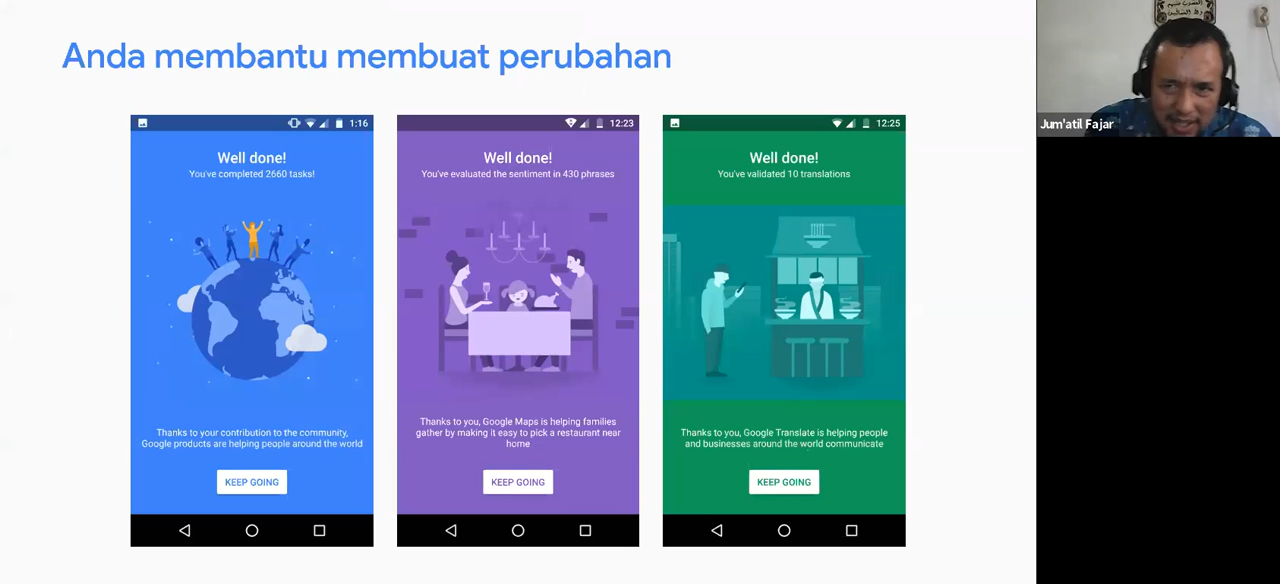 Anda membantu membuat perubahan
1:16
Well done!
You've completed 2660 tasks!
Thanks to your contribution to the community,
Google products are helping people around the world
KEEP GOING
12:23
Well done!
You've evaluated the sentiment in 430 phrases
Thanks to you, Google Maps is helping families
gather by making it easy to pick a restaurant near
home
KEEP GOING
12:25
Well done!
You've validated 10 translations
Thanks to you, Google Translate is helping people
and businesses around the world communicate
KEEP GOING
Jum'atil Fajar